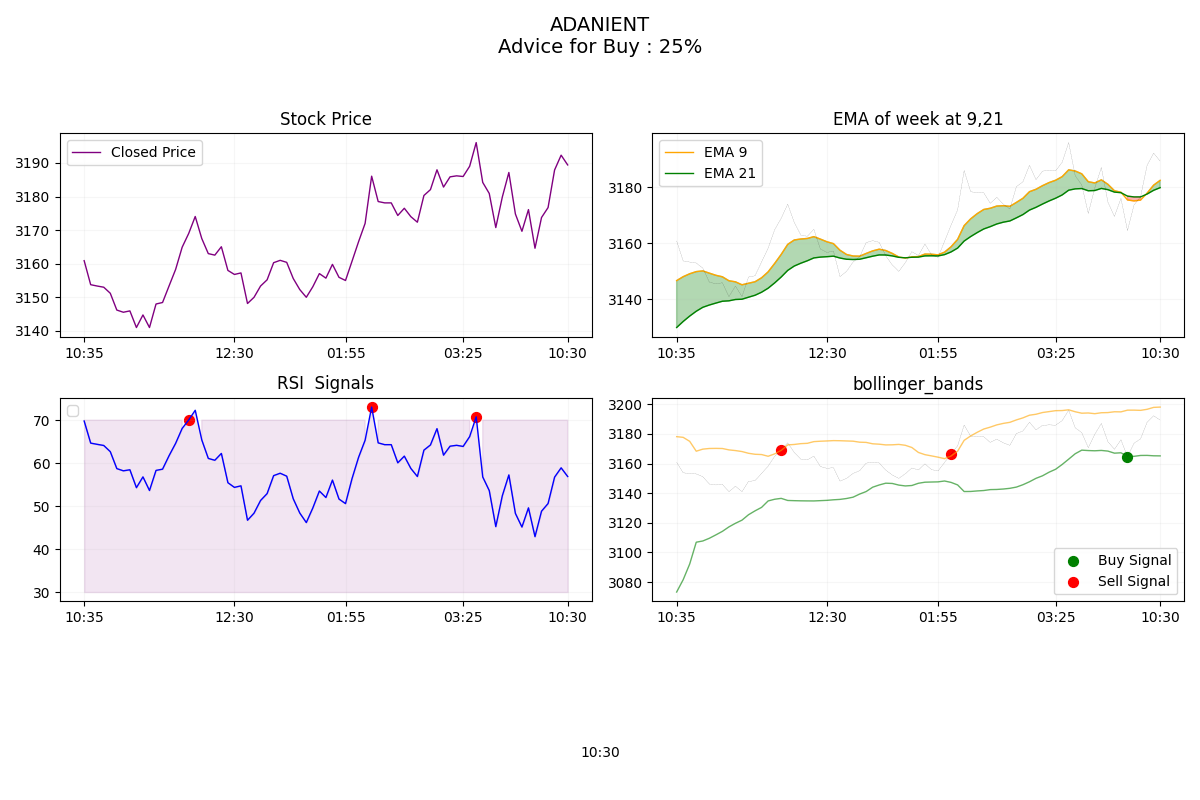 ADANIENT
Advice for Buy : 25%
Stock Price
Closed Price
3190
3180
3170
3160
3150
3140
10:35 12:30 01:55 03:25 10:30
EMA of week at 9,21
EMA 9
EMA 21
3180
3160
3140
10:35 12:30 01:55 03:25 10:30
RSI  Signals
70
60
50
40
30
10:35 12:30 01:55 03:25 10:30
bollinger_bands
3200
3180
3160
3140
3120
3100
3080
Buy Signal
Sell Signal
10:35 12:30 01:55 03:25 10:30
10:30